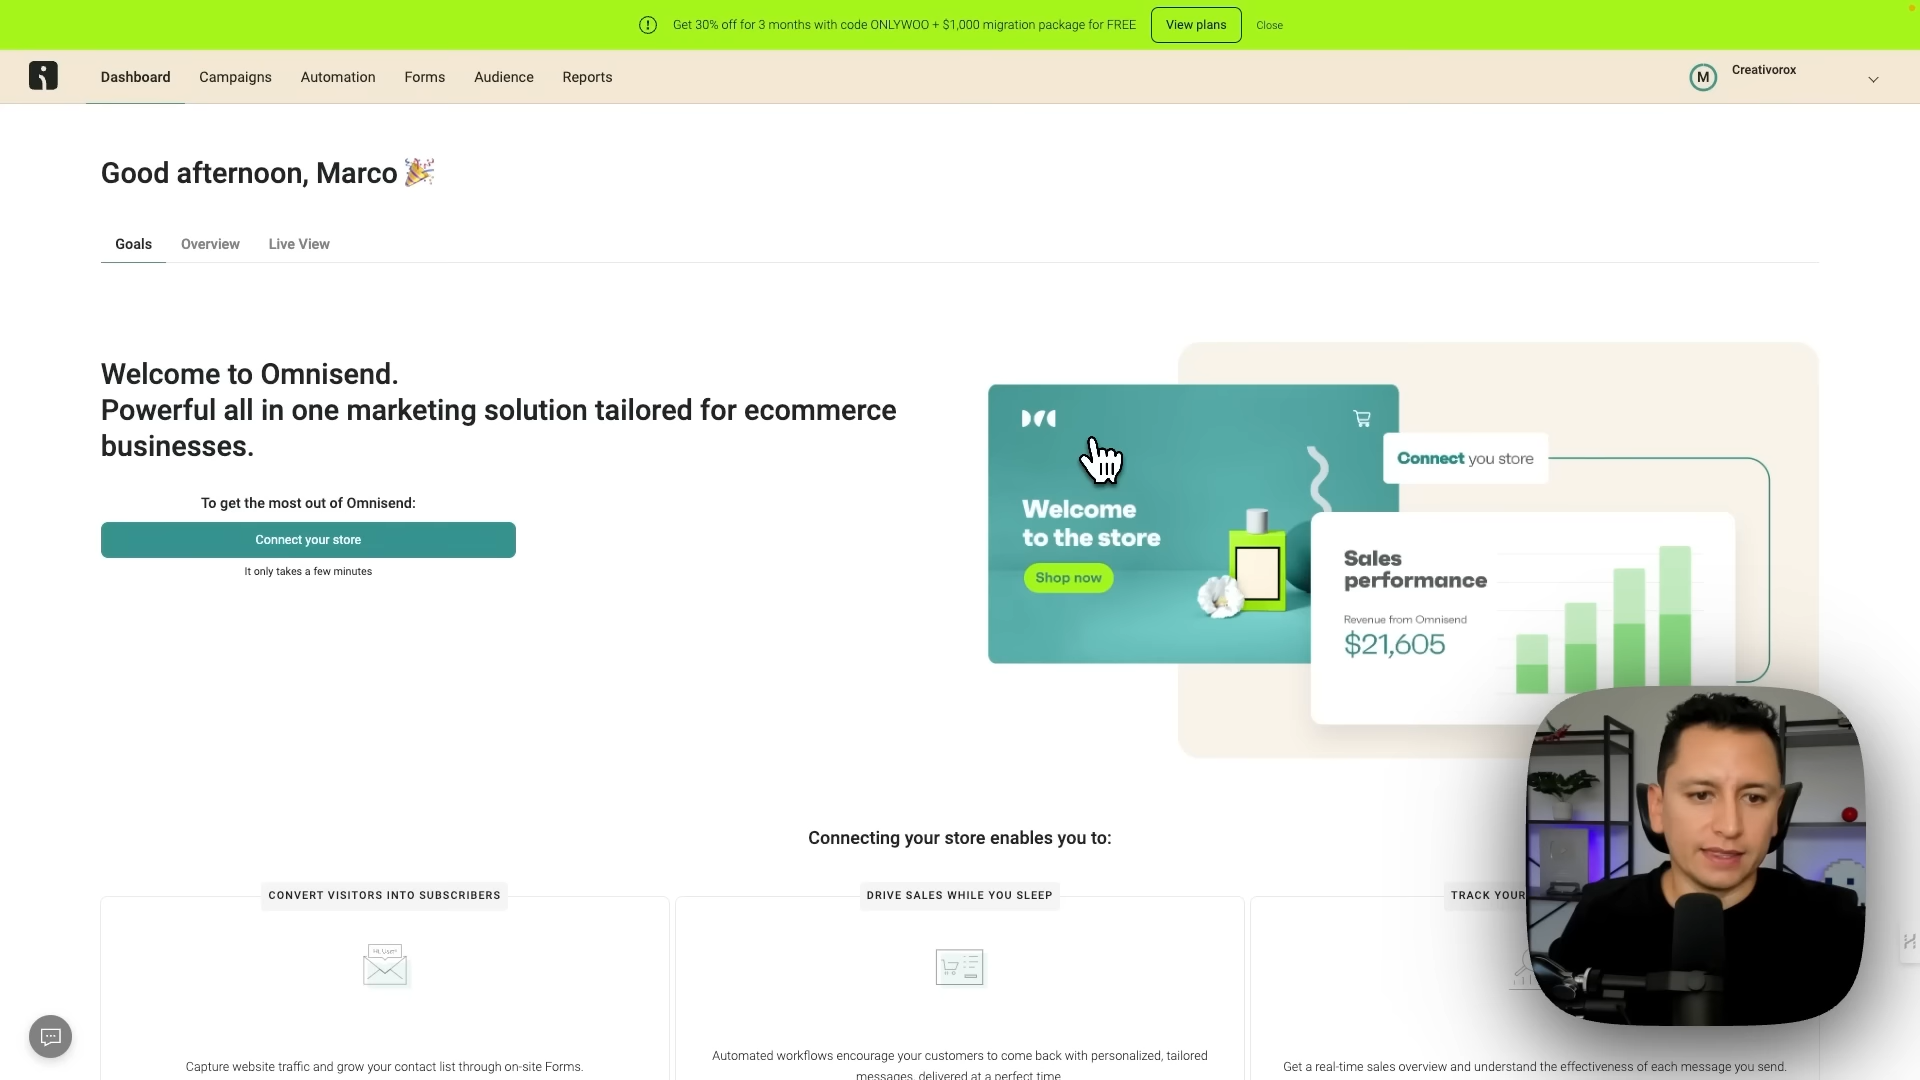 Get 30% off for 3 months with code ONLYWOO + $1,000 migration package for FREE
View plans
Close
Dashboard
Campaigns
Automation
Forms
Audience
Reports
M
Creativorox
Good afternoon, Marco
Goals
Overview
Live View
Welcome to Omnisend.
Powerful all in one marketing solution tailored for ecommerce
businesses.
To get the most out of Omnisend:
Connect your store
It only takes a few minutes
Welcome
to the store
Shop now
Connect you store
Sales
performance
Revenue from Omnisend
$21,605
Connecting your store enables you to:
CONVERT VISITORS INTO SUBSCRIBERS
Capture website traffic and grow your contact list through on-site Forms.
DRIVE SALES WHILE YOU SLEEP
Automated workflows encourage your customers to come back with personalized, tailored
messages, delivered at a perfect time.
TRACK YOUR
Get a real-time sales overview and understand the effectiveness of each message you send.